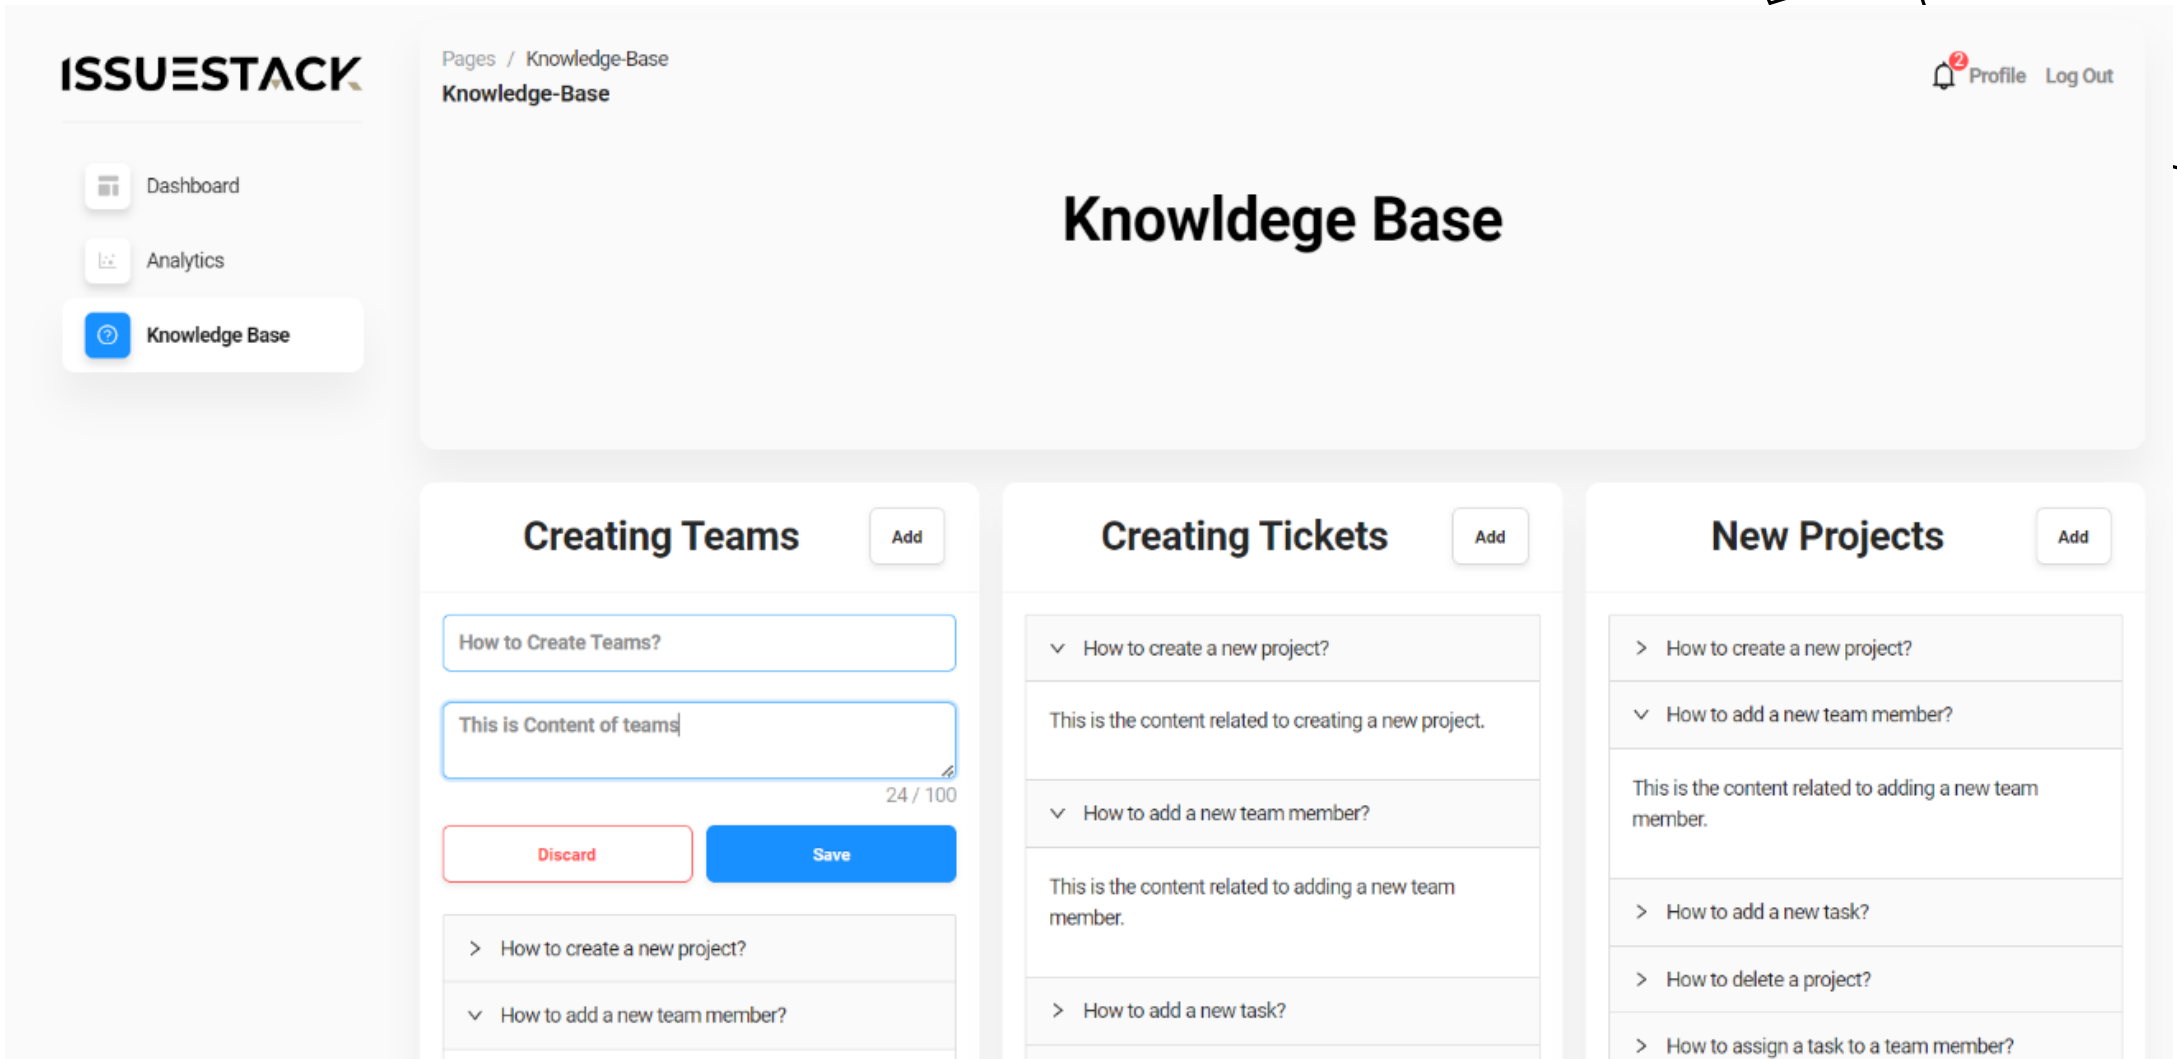 ISSUESTACK
Dashboard
Analytics
Knowledge Base
Pages / Knowledge-Base
Knowledge-Base
2
Profile Log Out
Knowldege Base
Creating Teams
Add
How to Create Teams?
This is Content of teams
24 / 100
Discard
Save
How to create a new project?
How to add a new team member?
Creating Tickets
Add
How to create a new project?
This is the content related to creating a new project.
How to add a new team member?
This is the content related to adding a new team
member.
How to add a new task?
New Projects
Add
How to create a new project?
How to add a new team member?
This is the content related to adding a new team
member.
How to add a new task?
How to delete a project?
How to assign a task to a team member?